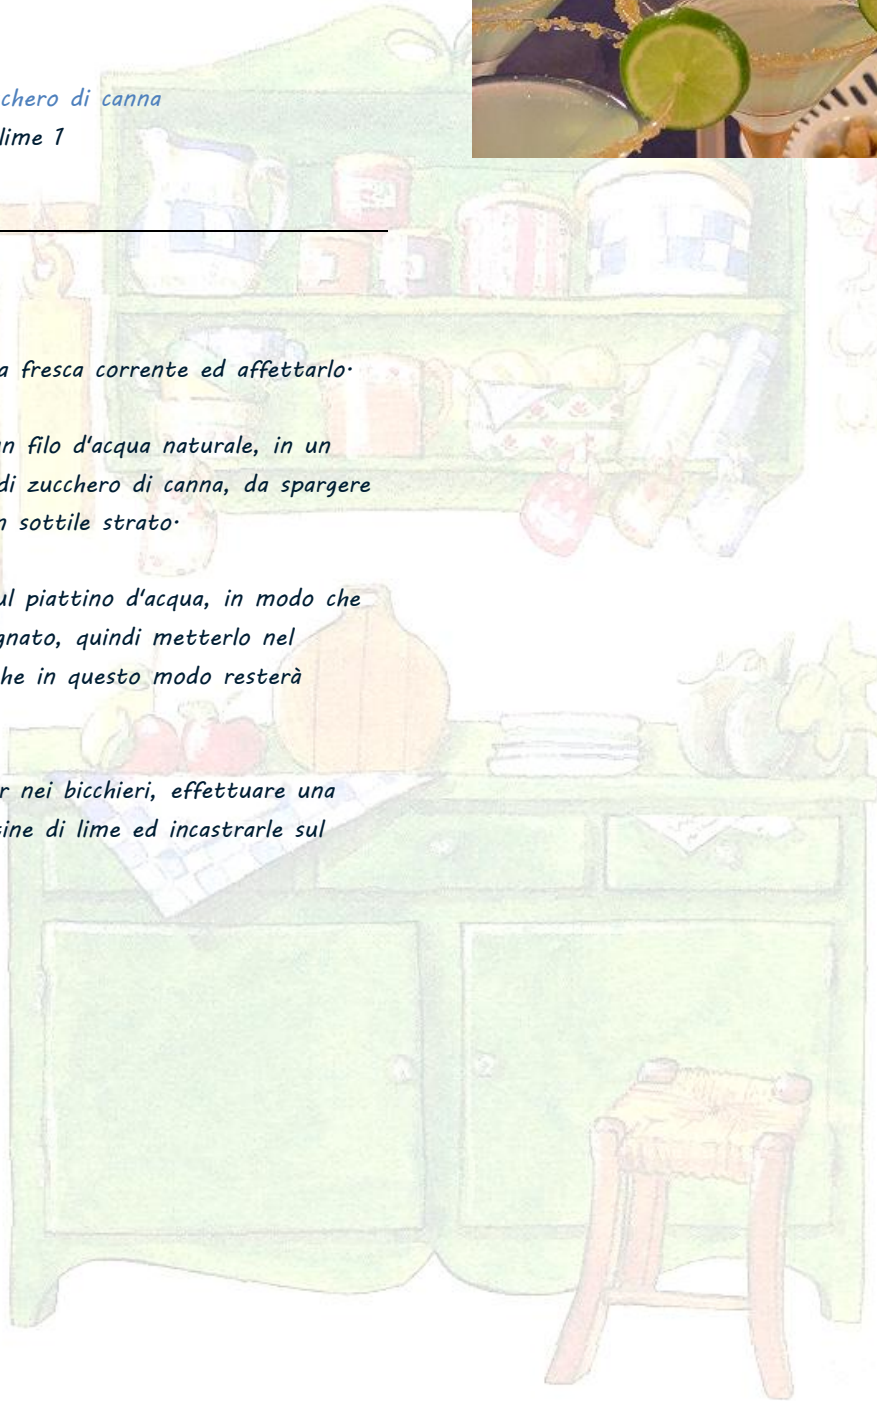 chero di canna
lime 1
a fresca corrente ed affettarlo·
n filo d'acqua naturale, in un
di zucchero di canna, da spargere
n sottile strato·
ul piattino d'acqua, in modo che
gnato, quindi metterlo nel
he in questo modo resterà
r nei bicchieri, effettuare una
tine di lime ed incastrarle sul